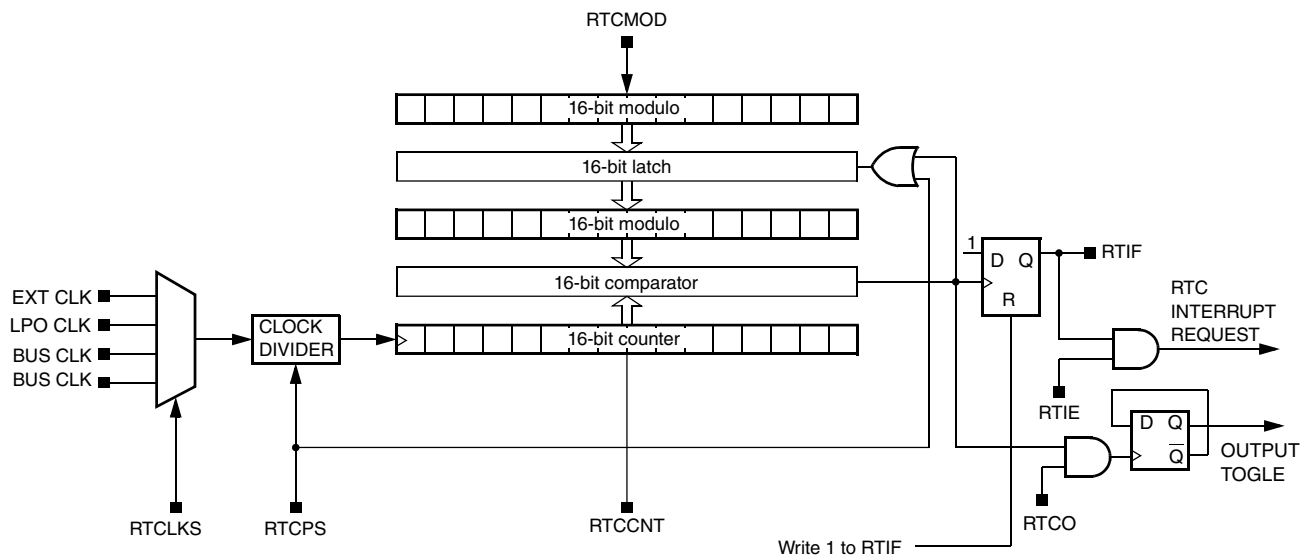 RTCMOD
16-bit modulo
16-bit latch
16-bit modulo
1
D Q
R
RTIF
16-bit comparator
EXT CLK
LPO CLK
BUS CLK
BUS CLK
CLOCK
DIVIDER
16-bit counter
RTC
INTERRUPT
REQUEST
RTIE
D Q
Q
OUTPUT
TOGLE
RTCLKS
RTCPS
RTCCNT
RTCO
Write 1 to RTIF